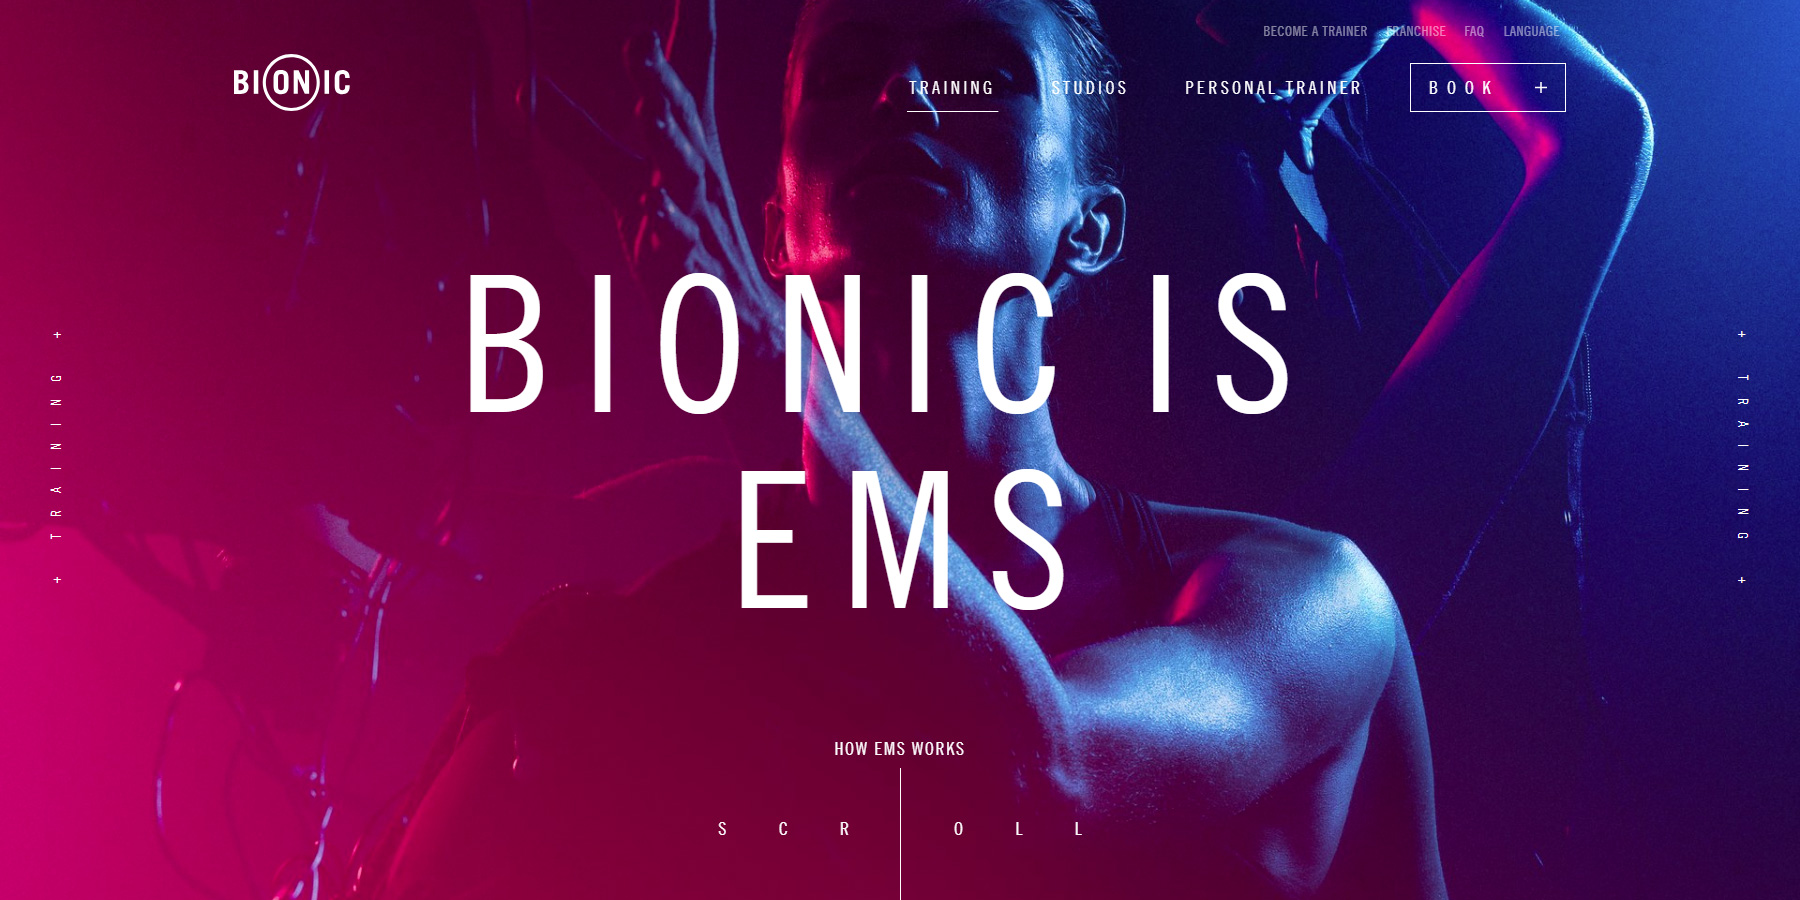 BECOME A TRAINER FRANCHISE FAQ LANGUAGE
BIONIC
TRAINING STUDIOS PERSONAL TRAINER BOOK +
BIONIC IS
EMS
+ TRAINING +
+ TRAINING +
HOW EMS WORKS
SCROLL